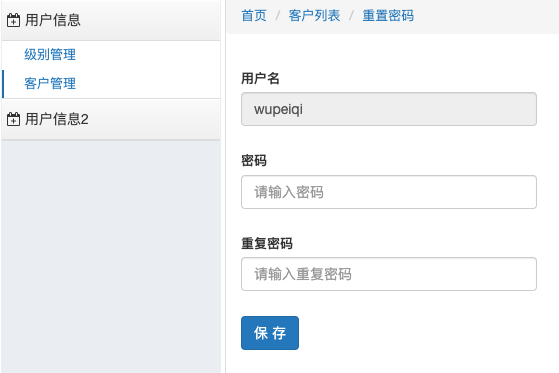 用户信息
级别管理
客户管理
用户信息2
首页 / 客户列表 / 重置密码
用户名
wupeiqi
密码
请输入密码
重复密码
请输入重复密码
保 存